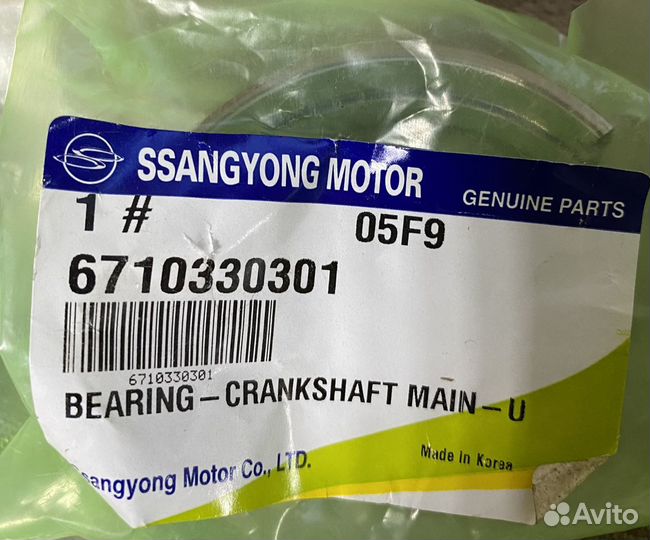 SSANGYONG MOTOR
GENUINE PARTS
1 # 05F9
6710330301
6710330301
BEARING-CRANKSHAFT MAIN-U
Ssangyong Motor Co., LTD.
Made in Korea
Avito